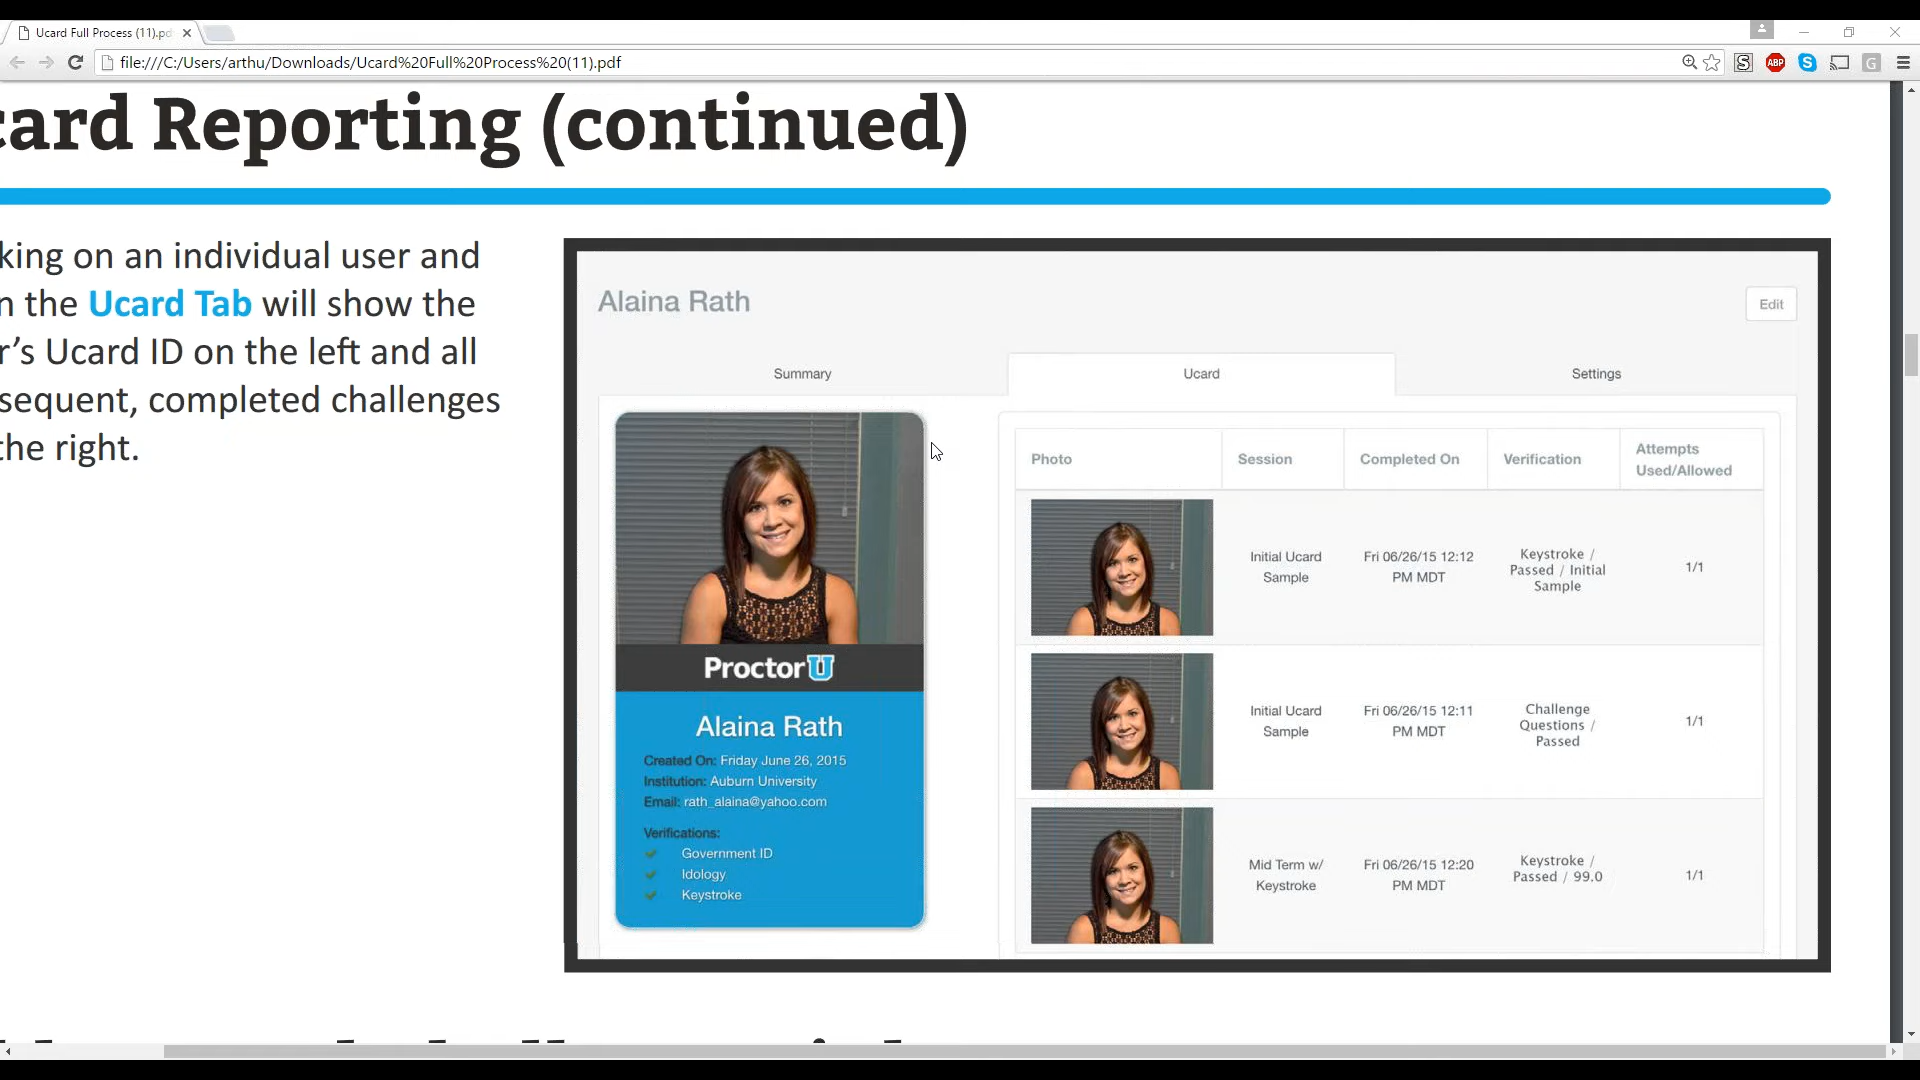 Ucard Full Process (11).pd
file:///C:/Users/arthu/Downloads/Ucard%20Full%20Process%20(11).pdf
ABP
card Reporting (continued)
king on an individual user and
n the Ucard Tab will show the
r's Ucard ID on the left and all
sequent, completed challenges
the right.
Alaina Rath
Edit
Summary
Ucard
Settings
ProctorU
Alaina Rath
Created On: Friday June 26, 2015
Institution: Auburn University
Email: rath_alaina@yahoo.com
Verifications:
Government ID
Idology
Keystroke
Photo
Session
Completed On
Verification
Attempts
Used/Allowed
Initial Ucard
Sample
Fri 06/26/15 12:12
PM MDT
Keystroke /
Passed / Initial
Sample
1/1
Initial Ucard
Sample
Fri 06/26/15 12:11
PM MDT
Challenge
Questions /
Passed
1/1
Mid Term w/
Keystroke
Fri 06/26/15 12:20
PM MDT
Keystroke /
Passed / 99.0
1/1